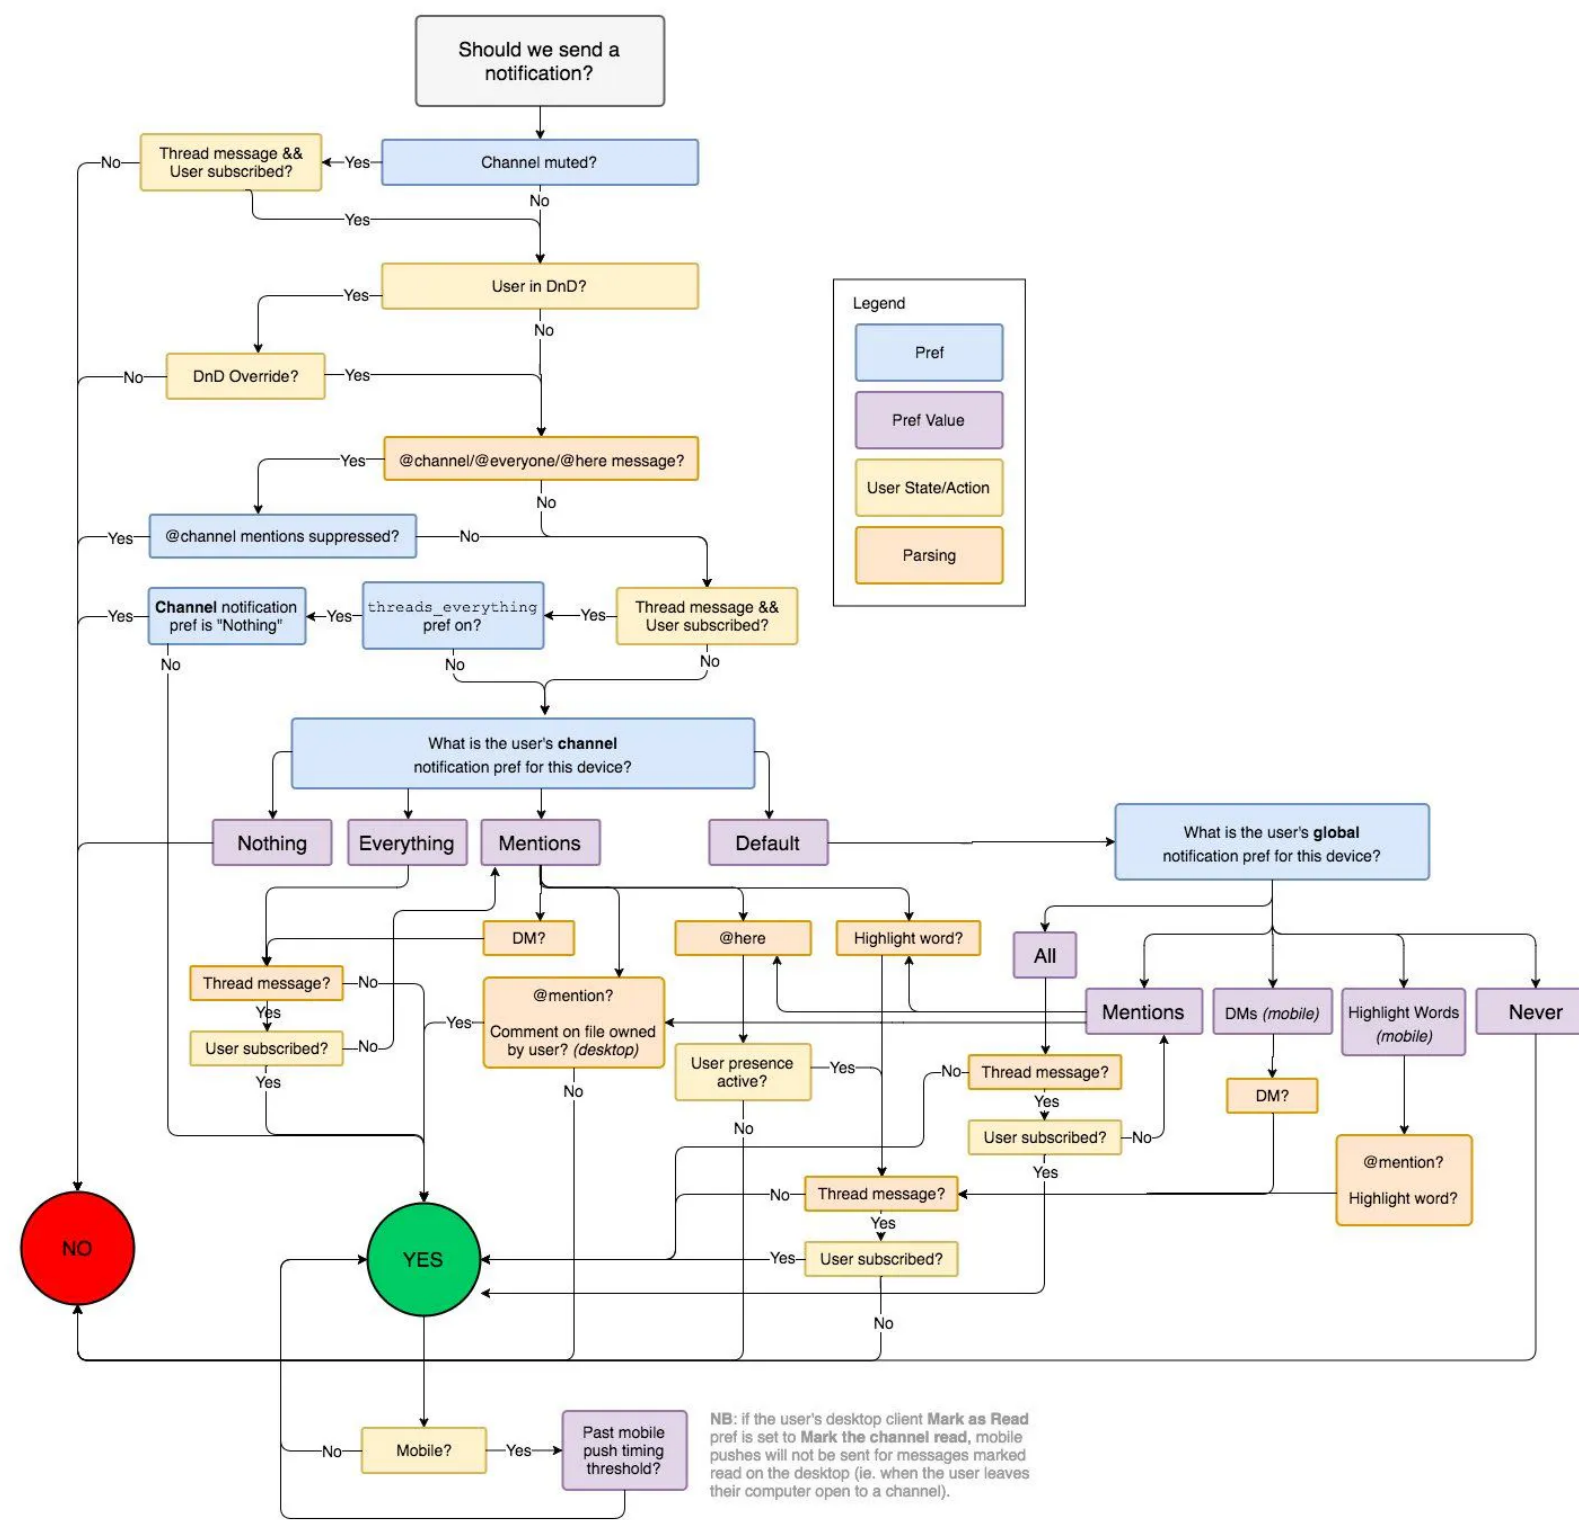 Should we send a
notification?
Thread message &&
User subscribed?
No
Yes
Channel muted?
No
Yes
User in DnD?
Yes
No
DnD Override?
No
Yes
Legend
Pref
Pref Value
User State/Action
Parsing
@channel/@everyone/@here message?
Yes
No
@channel mentions suppressed?
Yes
No
Channel notification
pref is "Nothing"
Yes
Yes
threads_everything
pref on?
Yes
Thread message &&
User subscribed?
No
No
No
What is the user's channel
notification pref for this device?
Nothing
Everything
Mentions
Default
What is the user's global
notification pref for this device?
DM?
@here
Highlight word?
All
Thread message?
No
Yes
User subscribed?
No
Yes
@mention?
Comment on file owned
by user? (desktop)
Yes
No
User presence
active?
Yes
No
Mentions
DMs (mobile)
Highlight Words
(mobile)
Never
No
Thread message?
Yes
User subscribed?
No
Yes
DM?
@mention?
Highlight word?
No
Thread message?
Yes
Yes
User subscribed?
No
NO
YES
No
Mobile?
Yes
Past mobile
push timing
threshold?
NB: if the user's desktop client Mark as Read
pref is set to Mark the channel read, mobile
pushes will not be sent for messages marked
read on the desktop (ie. when the user leaves
their computer open to a channel).